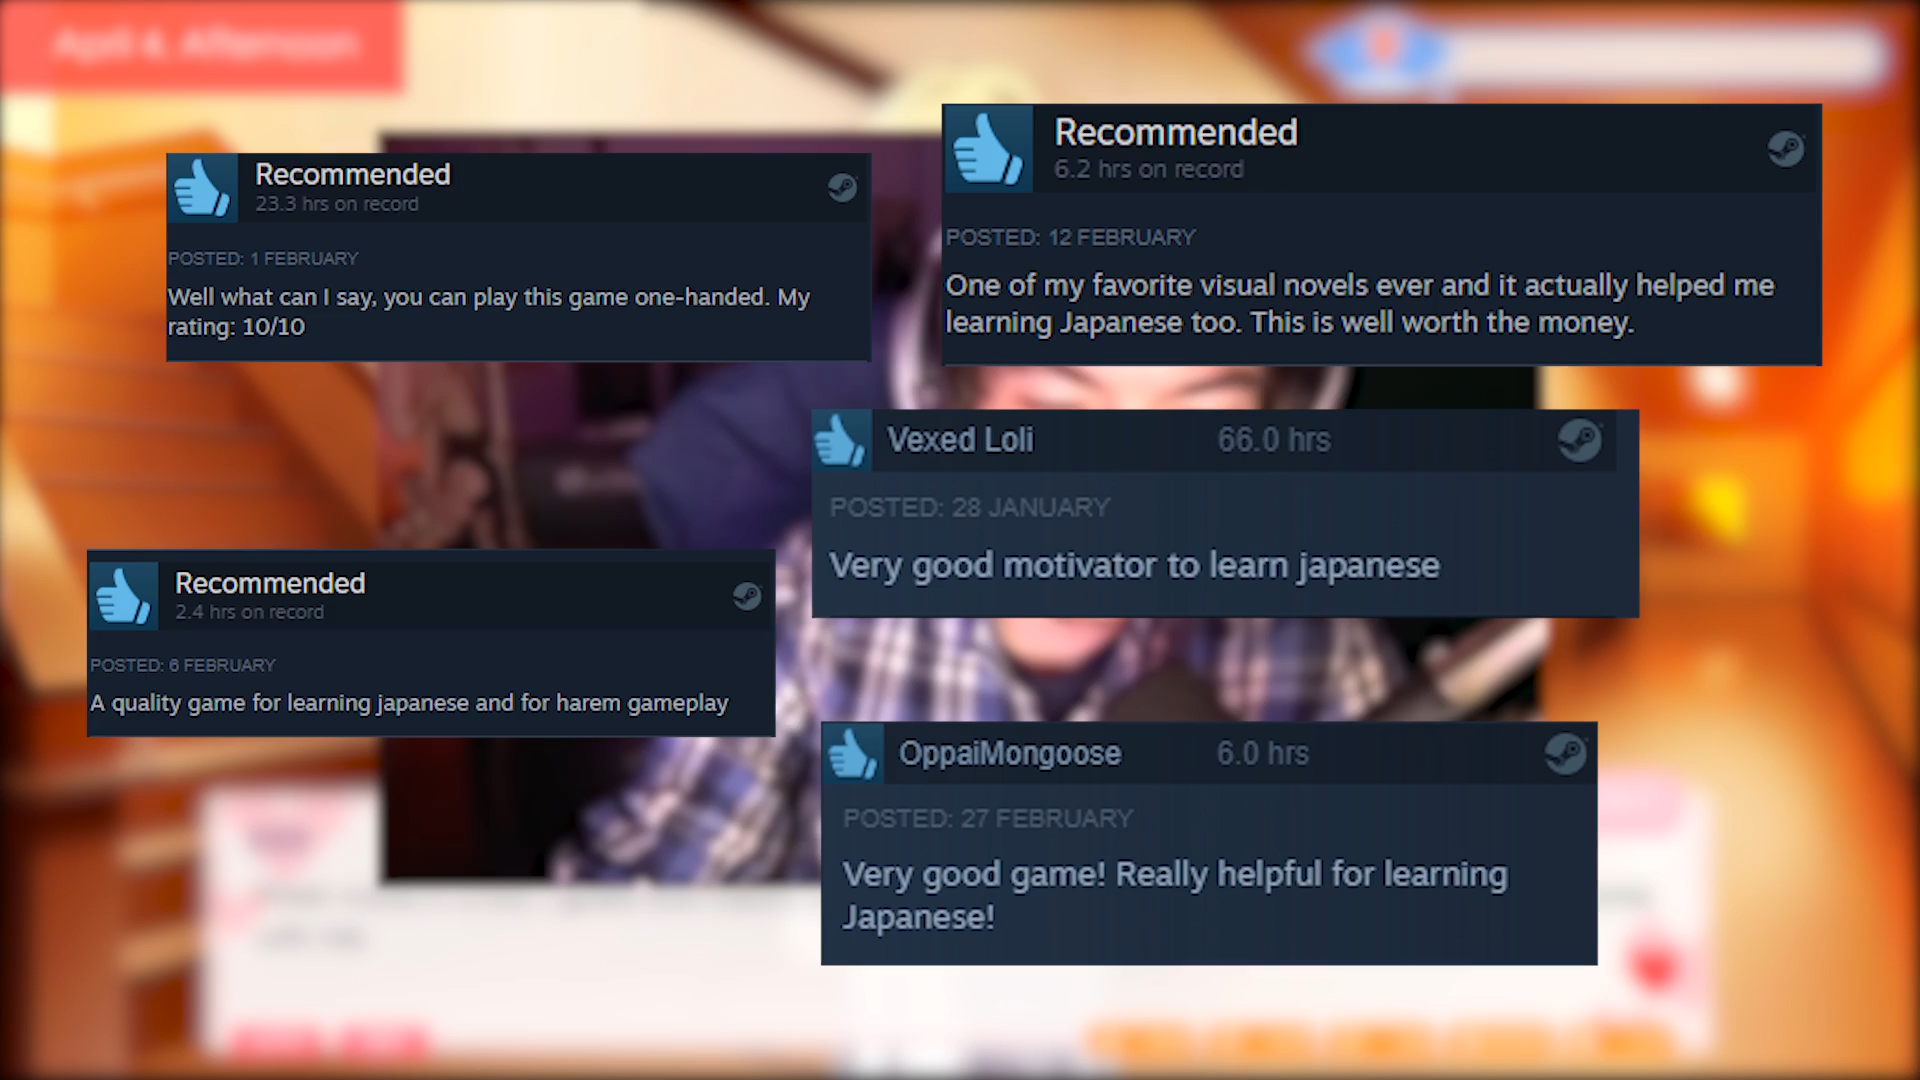 April 4, Afternoon
Recommended
23.3 hrs on record
POSTED: 1 FEBRUARY
Well what can I say, you can play this game one-handed. My
rating: 10/10
Recommended
6.2 hrs on record
POSTED: 12 FEBRUARY
One of my favorite visual novels ever and it actually helped me
learning Japanese too. This is well worth the money.
Vexed Loli 66.0 hrs
POSTED: 28 JANUARY
Very good motivator to learn japanese
Recommended
2.4 hrs on record
POSTED: 6 FEBRUARY
A quality game for learning japanese and for harem gameplay
OppaiMongoose 6.0 hrs
POSTED: 27 FEBRUARY
Very good game! Really helpful for learning
Japanese!